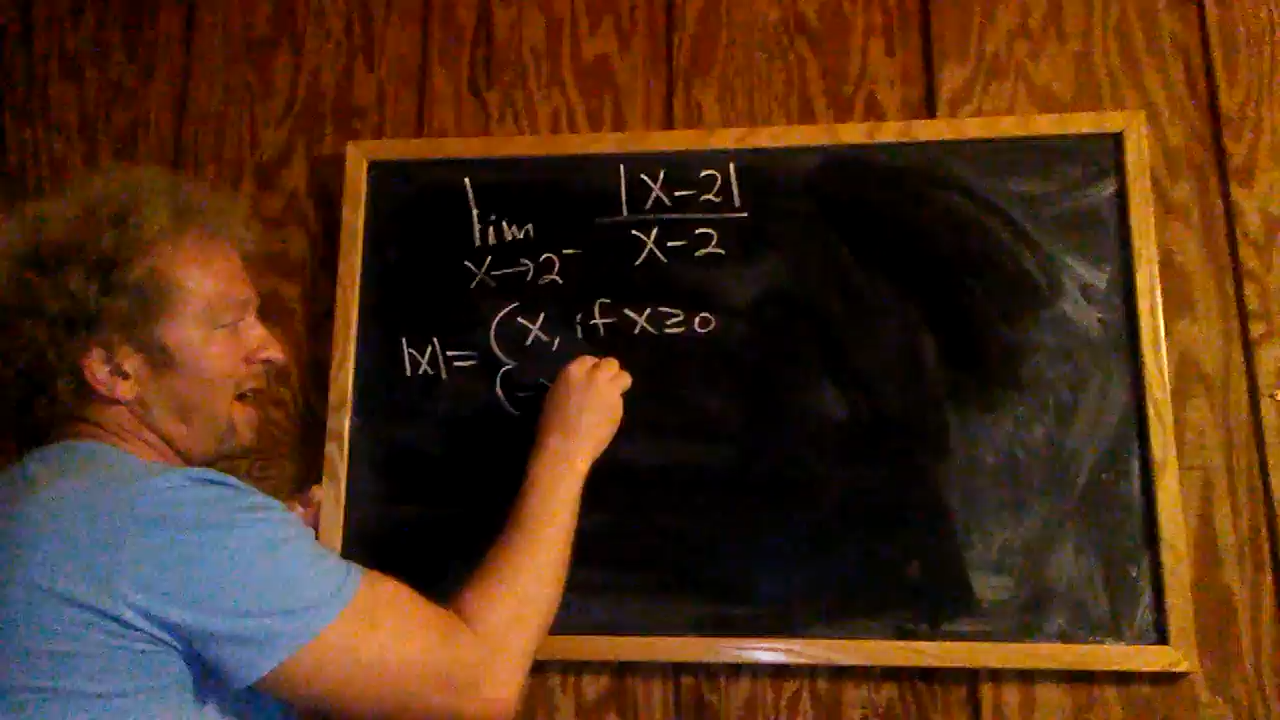 lim |x-2|
x→2⁻ x-2
|x|= { x, if x≥0
{ -